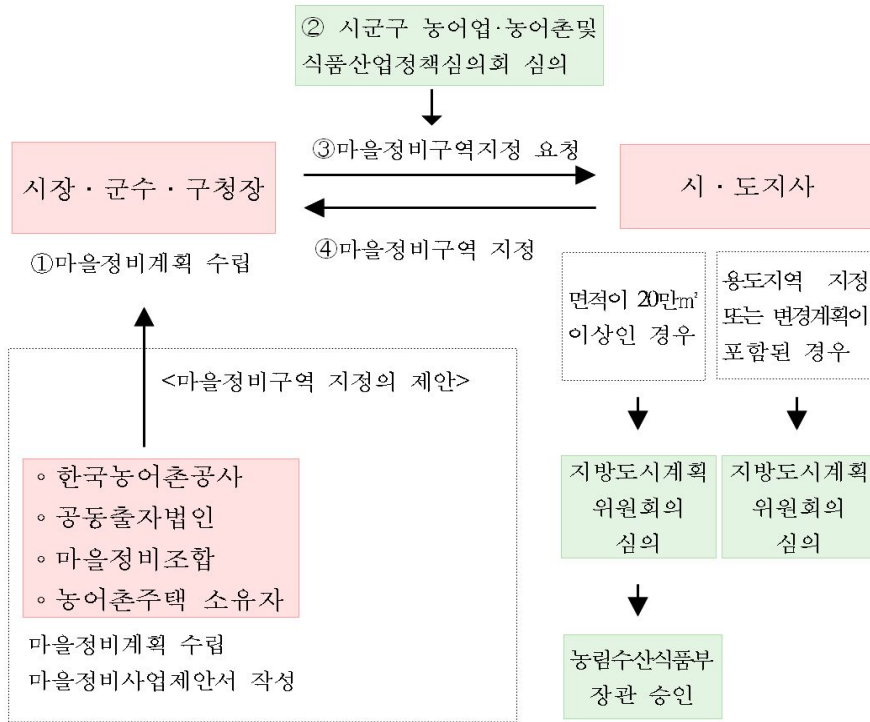 ② 시군구 농어업·농어촌및
식품산업정책심의회 심의
③마을정비구역지정 요청
시장·군수·구청장
시·도지사
④마을정비구역 지정
①마을정비계획 수립
면적이 20만㎡
이상인 경우
용도지역 지정
또는 변경계획이
포함된 경우
<마을정비구역 지정의 제안>
◦ 한국농어촌공사
◦ 공동출자법인
◦ 마을정비조합
◦ 농어촌주택 소유자
지방도시계획
위원회의
심의
지방도시계획
위원회의
심의
마을정비계획 수립
마을정비사업제안서 작성
농림수산식품부
장관 승인